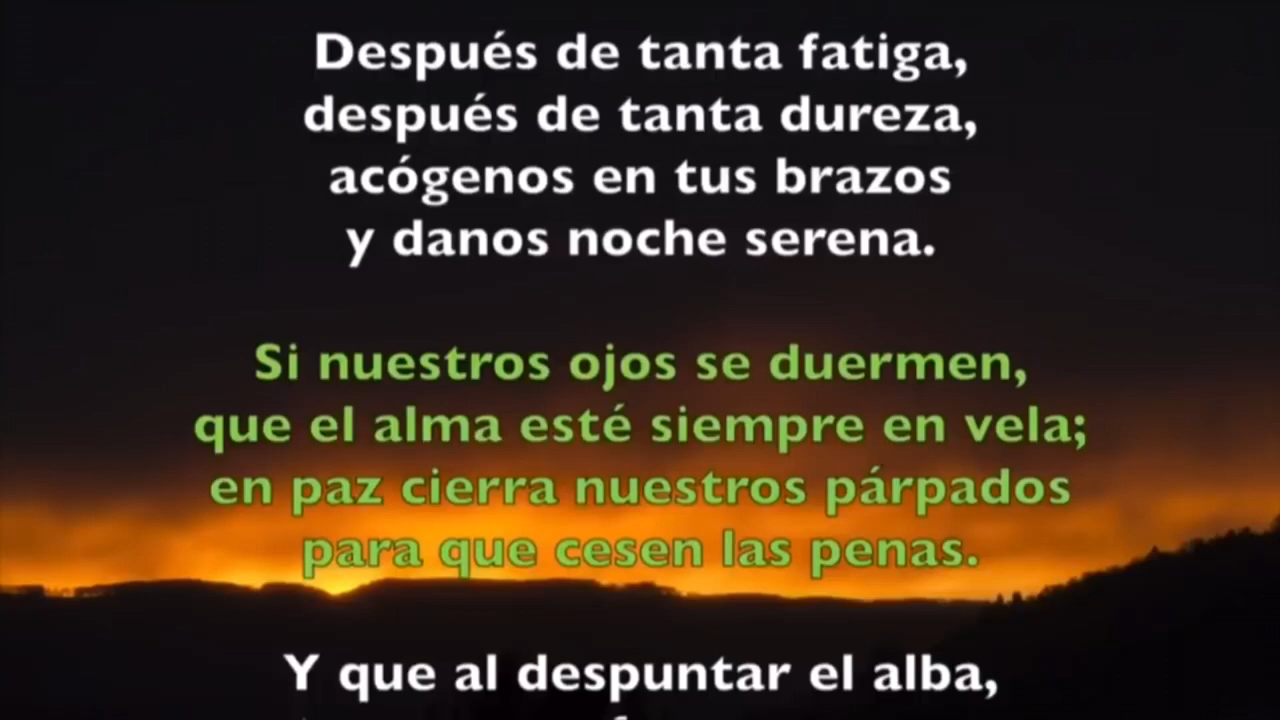 Después de tanta fatiga,
después de tanta dureza,
acógenos en tus brazos
y danos noche serena.
Si nuestros ojos se duermen,
que el alma esté siempre en vela;
en paz cierra nuestros párpados
para que cesen las penas.
Y que al despuntar el alba,